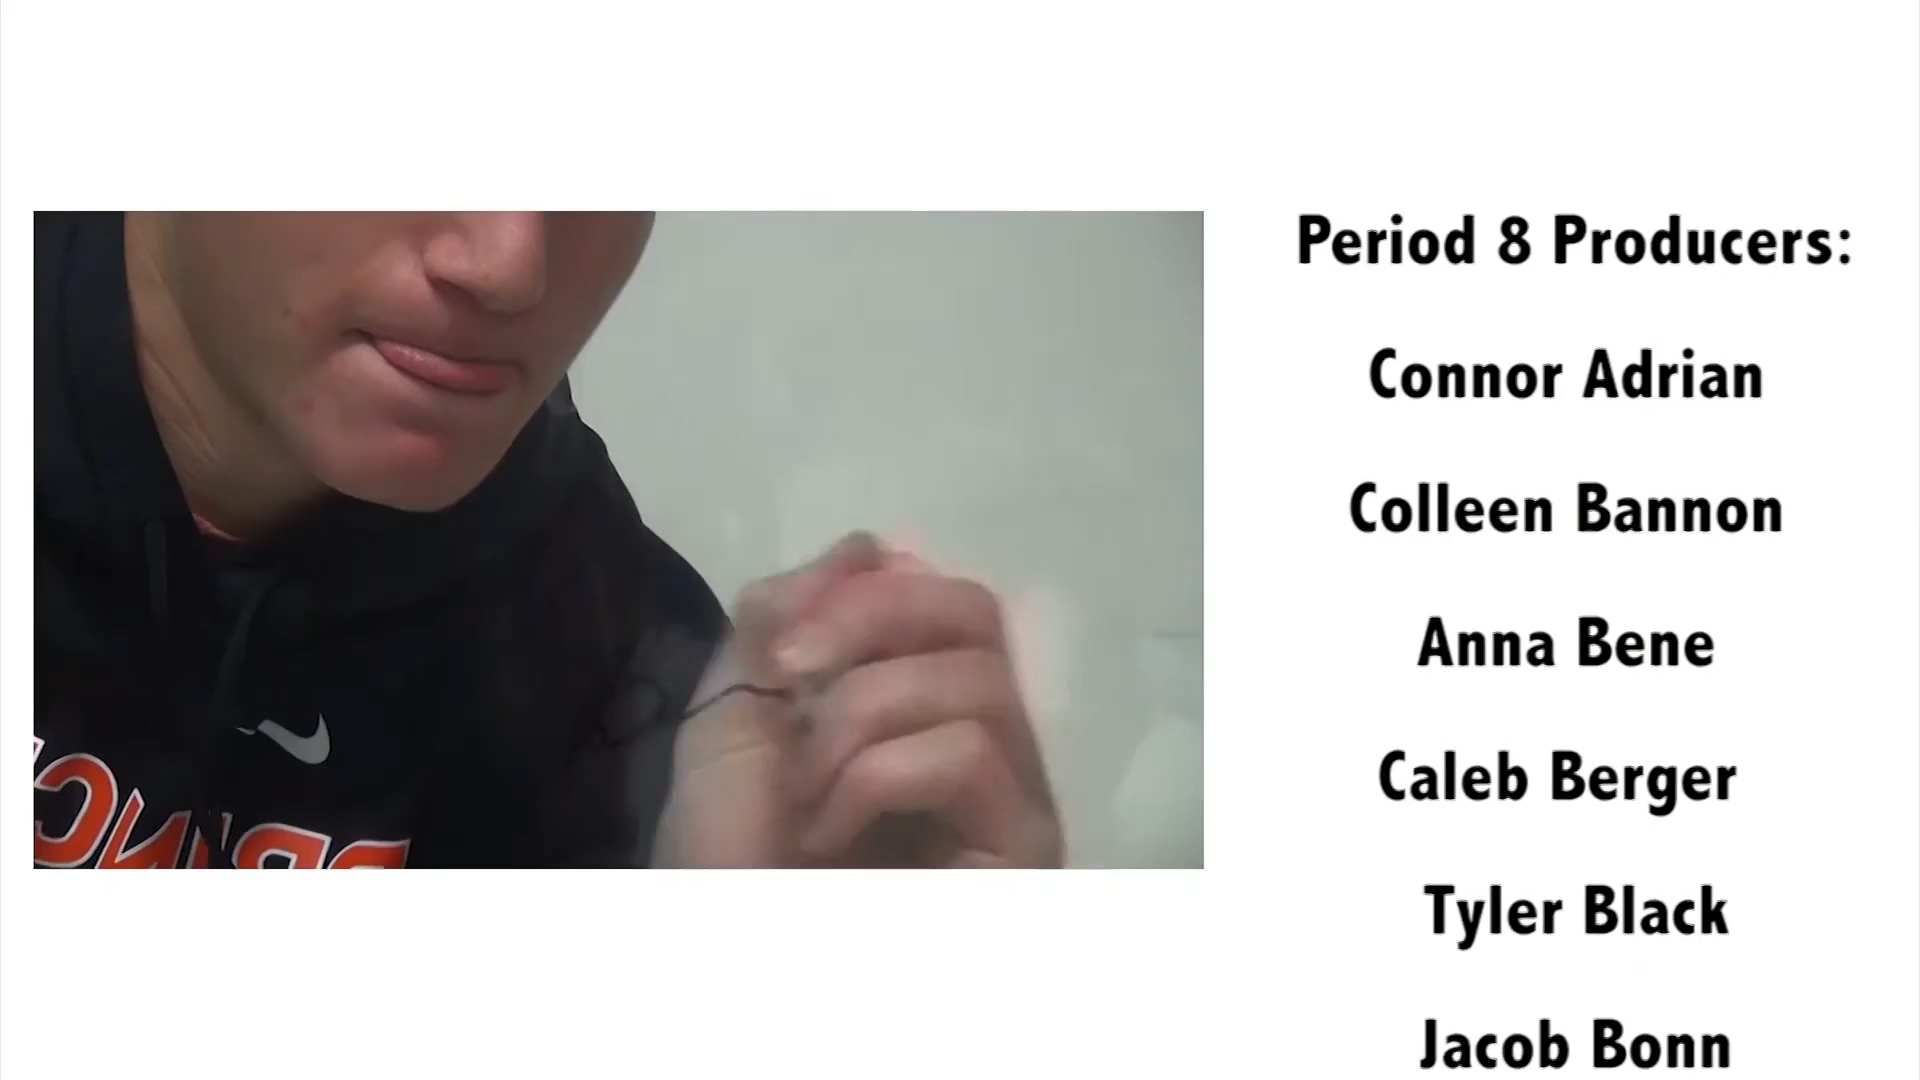 Period 8 Producers:
Connor Adrian
Colleen Bannon
Anna Bene
Caleb Berger
Tyler Black
Jacob Bonn